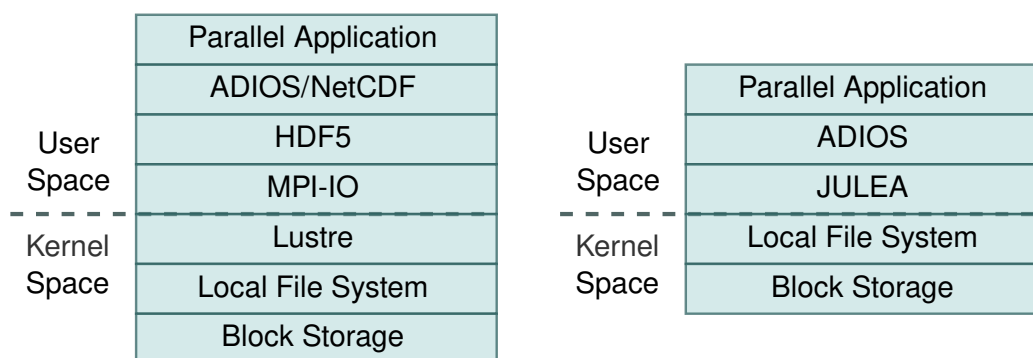 Parallel Application
ADIOS/NetCDF
HDF5
MPI-IO
Lustre
Local File System
Block Storage
User
Space
Kernel
Space
Parallel Application
ADIOS
JULEA
Local File System
Block Storage
User
Space
Kernel
Space